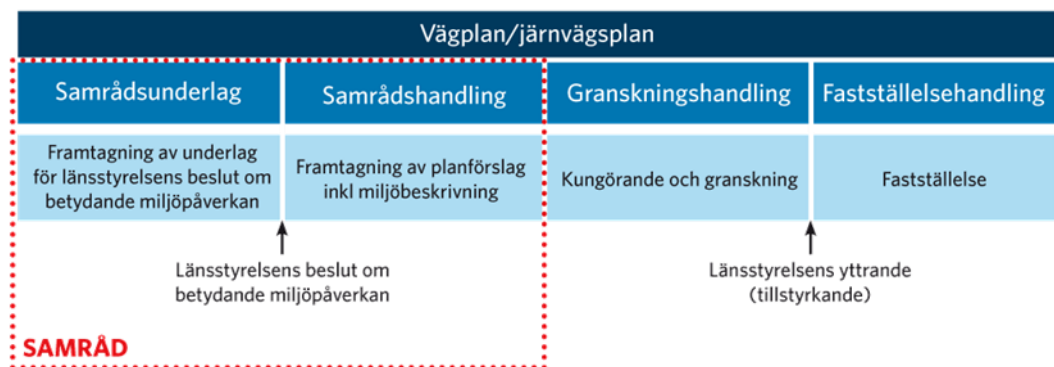 Vägplan/järnvägsplan
Samrådsunderlag
Samrådshandling
Granskningshandling
Fastställelsehandling
Framtagning av underlag
för länsstyrelsens beslut om
betydande miljöpåverkan
Framtagning av planförslag
inkl miljöbeskrivning
Kungörande och granskning
Fastställelse
Länsstyrelsens beslut om
betydande miljöpåverkan
Länsstyrelsens yttrande
(tillstyrkande)
SAMRÅD